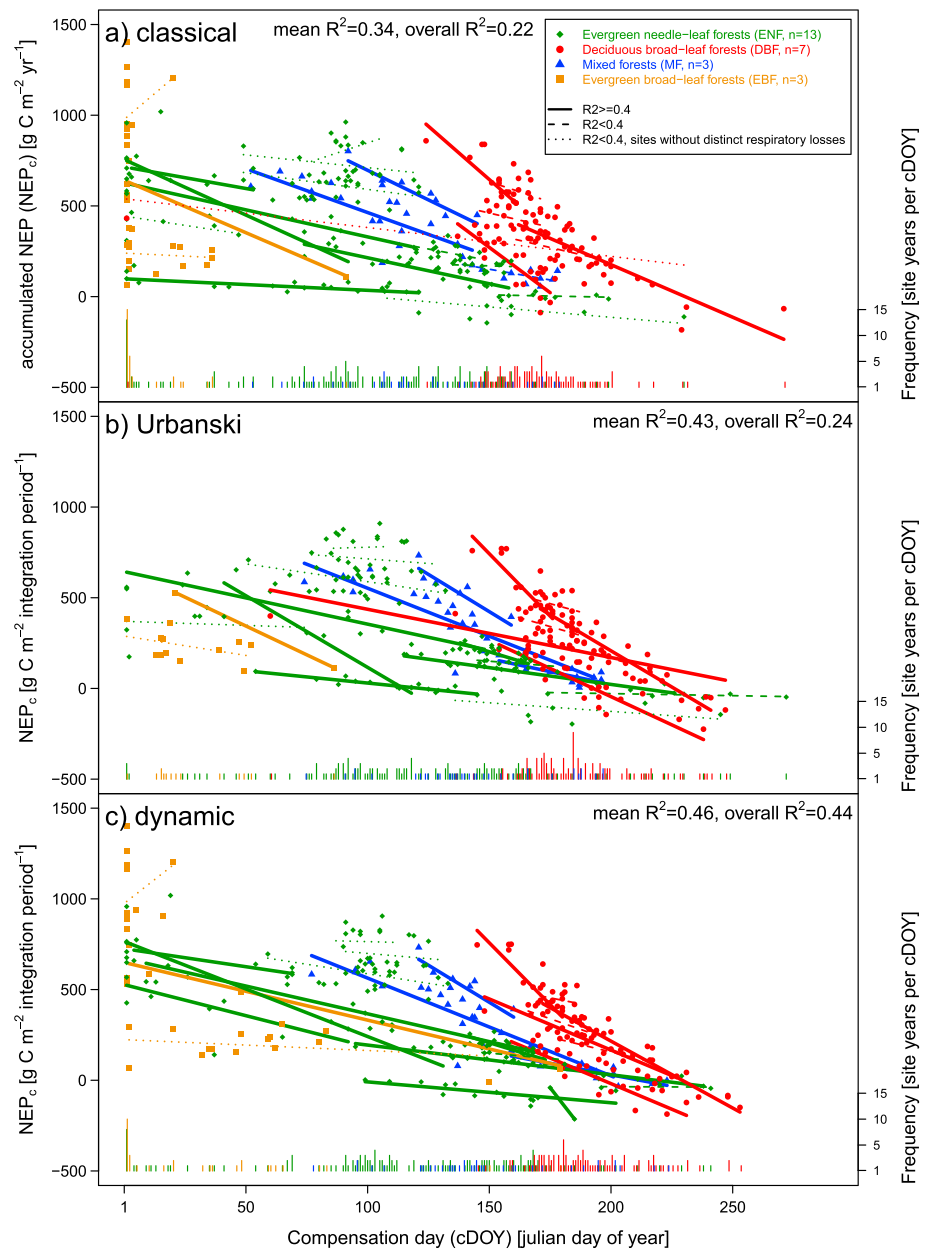 a) classical
mean R²=0.34, overall R²=0.22
Evergreen needle−leaf forests (ENF, n=13)
Deciduous broad−leaf forests (DBF, n=7)
Mixed forests (MF, n=3)
Evergreen broad−leaf forests (EBF, n=3)
R2>=0.4
R2<0.4
R2<0.4, sites without distinct respiratory losses
accumulated NEP (NEPc) [g C m⁻² yr⁻¹]
1500
1000
500
0
−500
Frequency [site years per cDOY]
15
10
5
1
b) Urbanski
mean R²=0.43, overall R²=0.24
NEPc [g C m⁻² integration period⁻¹]
1500
1000
500
0
−500
Frequency [site years per cDOY]
15
10
5
1
c) dynamic
mean R²=0.46, overall R²=0.44
NEPc [g C m⁻² integration period⁻¹]
1500
1000
500
0
−500
Frequency [site years per cDOY]
15
10
5
1
1 50 100 150 200 250
Compensation day (cDOY) [julian day of year]